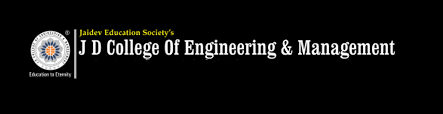 Jaidev Education Society's
J D College Of Engineering & Management
®
Education to Eternity